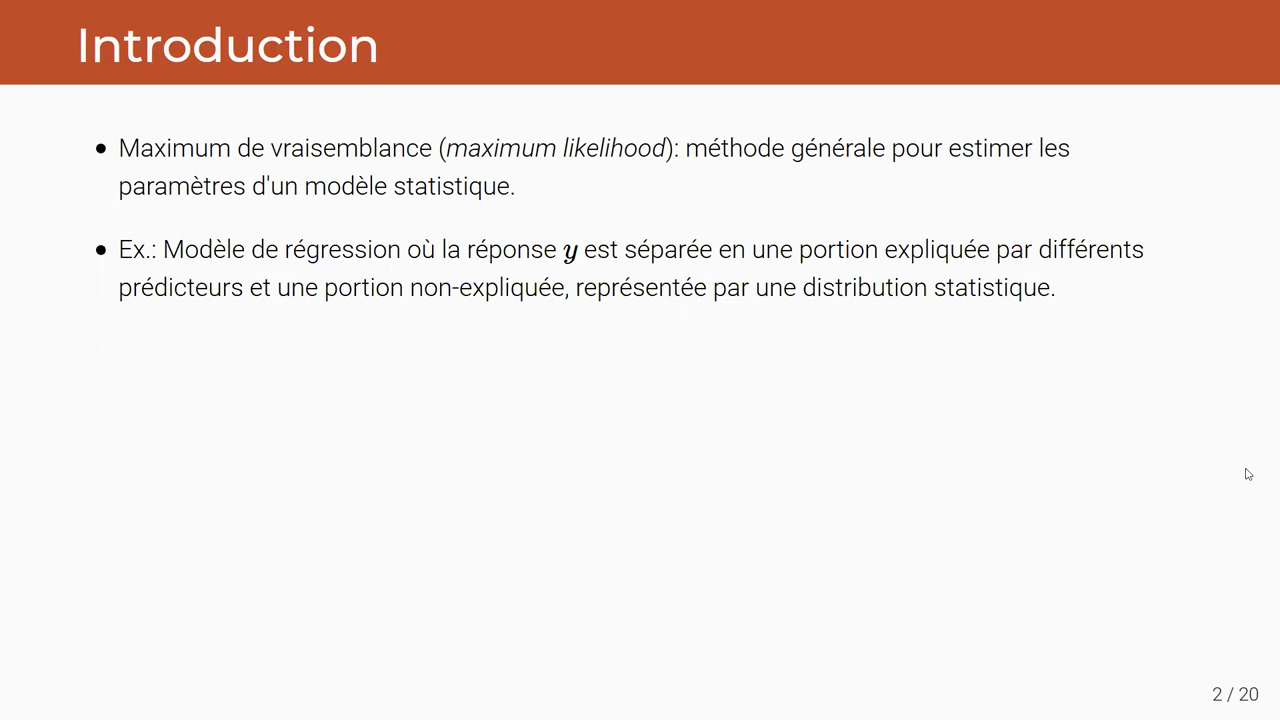 Introduction
• Maximum de vraisemblance (maximum likelihood): méthode générale pour estimer les
paramètres d'un modèle statistique.
• Ex.: Modèle de régression où la réponse y est séparée en une portion expliquée par différents
prédicteurs et une portion non-expliquée, représentée par une distribution statistique.
2 / 20